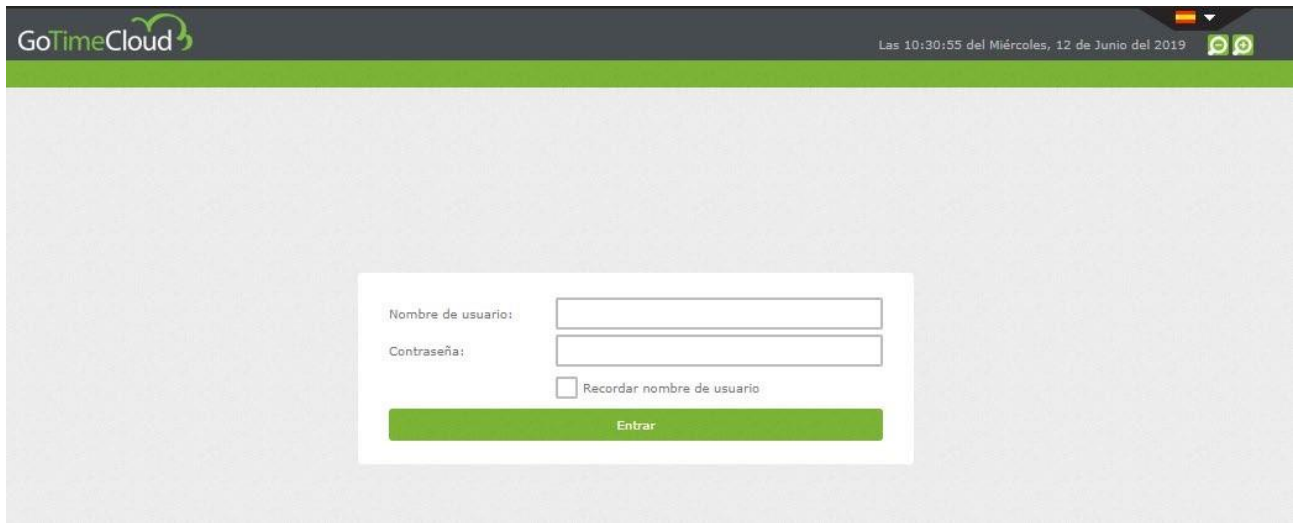 GoTimeCloud
Las 10:30:55 del Miércoles, 12 de Junio del 2019
Nombre de usuario:
Contraseña:
Recordar nombre de usuario
Entrar